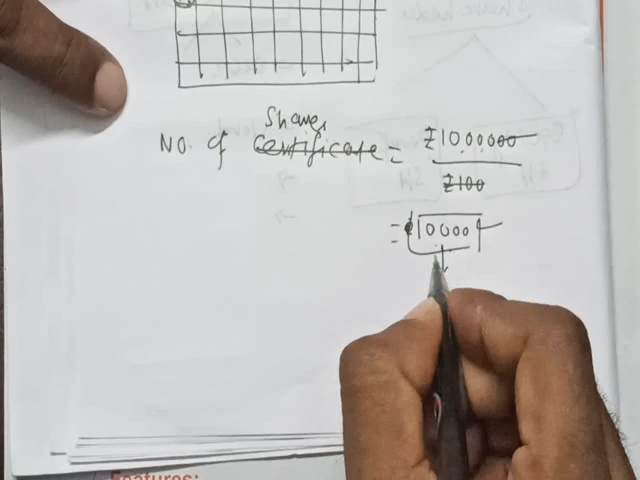 Shares
No. of Certificate = ₹10,00,000
₹100
= 10000
Features: